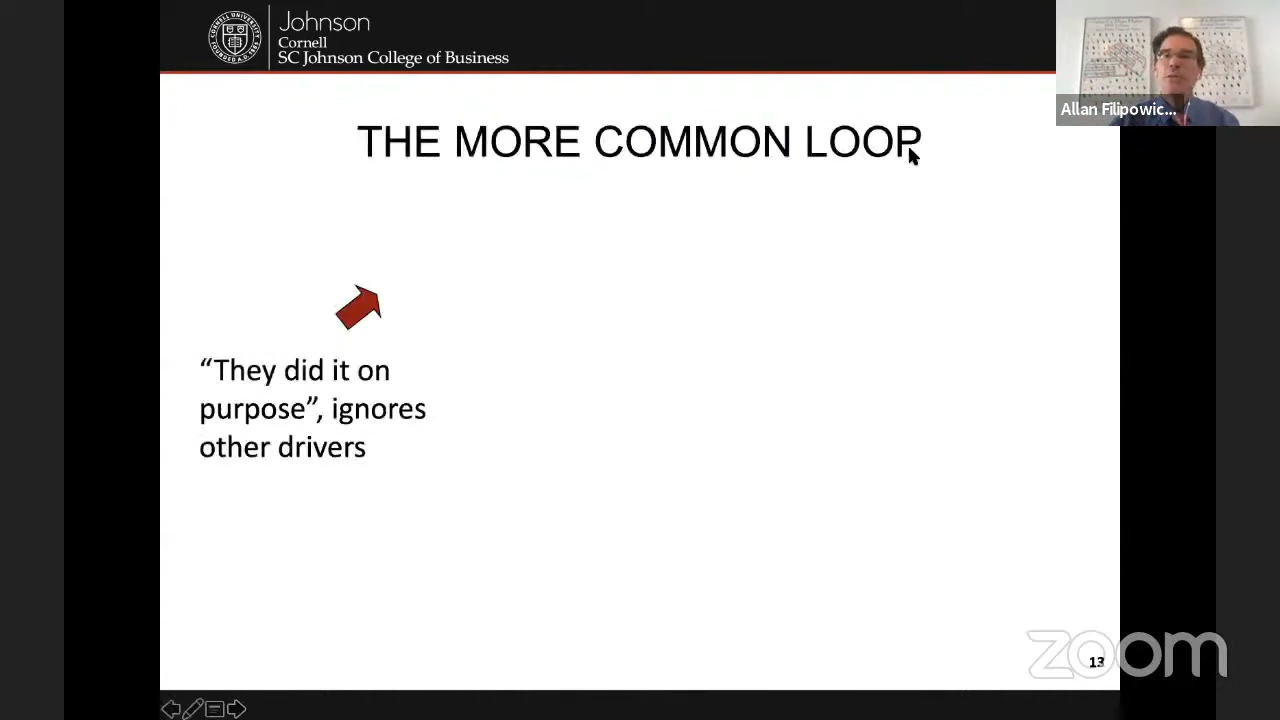 Johnson
Cornell
SC Johnson College of Business
Allan Filipowic...
THE MORE COMMON LOOP
“They did it on
purpose”, ignores
other drivers
13
zoom